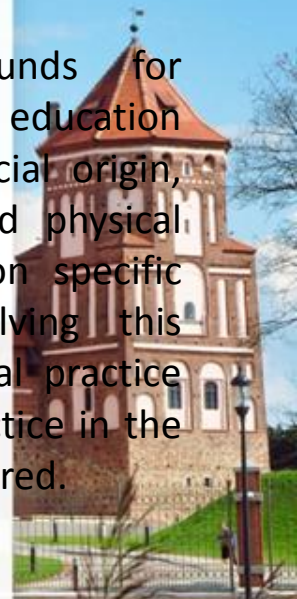 unds for
education
cial origin,
d physical
on specific
lving this
al practice
tice in the
red.